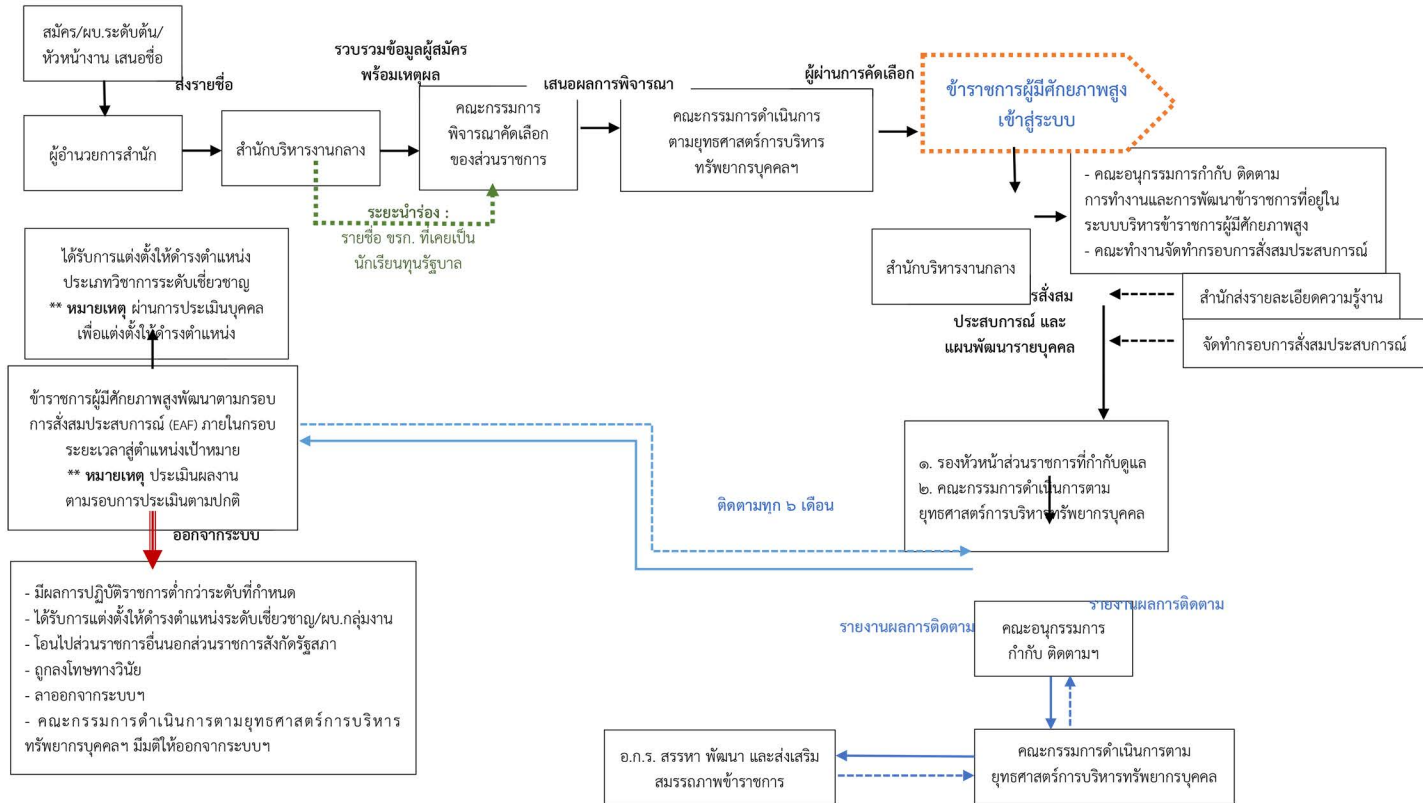 สมัคร/ผบ.ระดับต้น/
หัวหน้างาน เสนอชื่อ
ส่งรายชื่อ
ผู้อำนวยการสำนัก
สำนักบริหารงานกลาง
รวบรวมข้อมูลผู้สมัคร
พร้อมเหตุผล
คณะกรรมการ
พิจารณาคัดเลือก
ของส่วนราชการ
ระยะนำร่อง :
รายชื่อ ขรก. ที่เคยเป็น
นักเรียนทุนรัฐบาล
เสนอผลการพิจารณา
คณะกรรมการดำเนินการ
ตามยุทธศาสตร์การบริหาร
ทรัพยากรบุคคลฯ
ผู้ผ่านการคัดเลือก
ข้าราชการผู้มีศักยภาพสูง
เข้าสู่ระบบ
- คณะอนุกรรมการกำกับ ติดตาม
การทำงานและการพัฒนาข้าราชการที่อยู่ใน
ระบบบริหารข้าราชการผู้มีศักยภาพสูง
- คณะทำงานจัดทำกรอบการสั่งสมประสบการณ์
สำนักบริหารงานกลาง
รสั่งสม
ประสบการณ์ และ
แผนพัฒนารายบุคคล
สำนักส่งรายละเอียดความรู้งาน
จัดทำกรอบการสั่งสมประสบการณ์
๑. รองหัวหน้าส่วนราชการที่กำกับดูแล
๒. คณะกรรมการดำเนินการตาม
ยุทธศาสตร์การบริหารทรัพยากรบุคคล
ติดตามทุก ๖ เดือน
ได้รับการแต่งตั้งให้ดำรงตำแหน่ง
ประเภทวิชาการระดับเชี่ยวชาญ
** หมายเหตุ ผ่านการประเมินบุคคล
เพื่อแต่งตั้งให้ดำรงตำแหน่ง
ข้าราชการผู้มีศักยภาพสูงพัฒนาตามกรอบ
การสั่งสมประสบการณ์ (EAF) ภายในกรอบ
ระยะเวลาสู่ตำแหน่งเป้าหมาย
** หมายเหตุ ประเมินผลงาน
ตามรอบการประเมินตามปกติ
ออกจากระบบ
- มีผลการปฏิบัติราชการต่ำกว่าระดับที่กำหนด
- ได้รับการแต่งตั้งให้ดำรงตำแหน่งระดับเชี่ยวชาญ/ผบ.กลุ่มงาน
- โอนไปส่วนราชการอื่นนอกส่วนราชการสังกัดรัฐสภา
- ถูกลงโทษทางวินัย
- ลาออกจากระบบฯ
- คณะกรรมการดำเนินการตามยุทธศาสตร์การบริหาร
ทรัพยากรบุคคลฯ มีมติให้ออกจากระบบฯ
รายงานผลการติดตาม
รายงานผลการติดตาม
คณะอนุกรรมการ
กำกับ ติดตามฯ
อ.ก.ร. สรรหา พัฒนา และส่งเสริม
สมรรถภาพข้าราชการ
คณะกรรมการดำเนินการตาม
ยุทธศาสตร์การบริหารทรัพยากรบุคคล